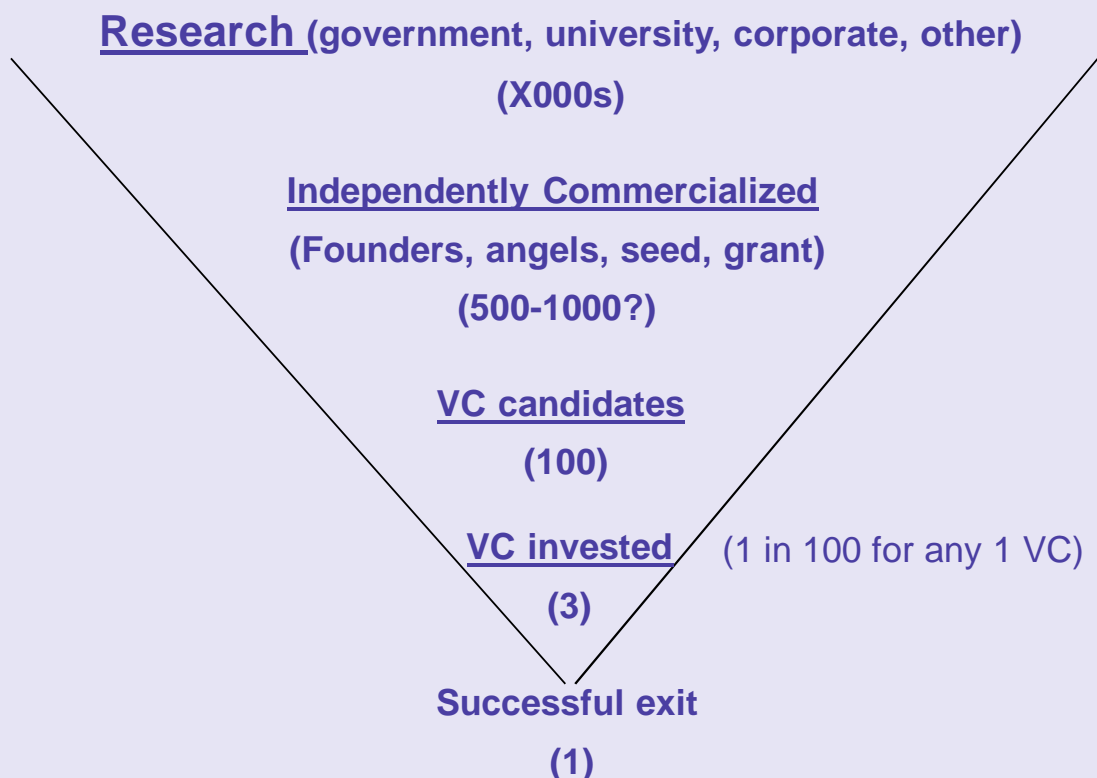 Research (government, university, corporate, other)
(X000s)
Independently Commercialized
(Founders, angels, seed, grant)
(500-1000?)
VC candidates
(100)
VC invested (1 in 100 for any 1 VC)
(3)
Successful exit
(1)